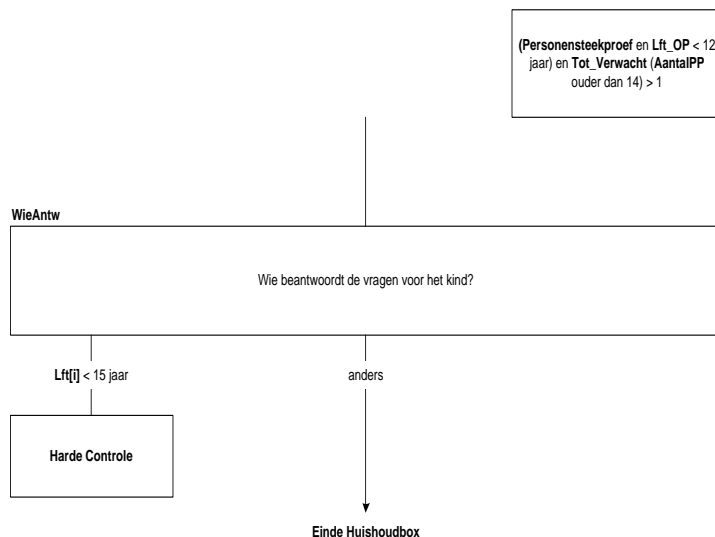 (Personensteekproef en Lft_OP < 12
jaar) en Tot_Verwacht (AantalPP
ouder dan 14) > 1
WieAntw
Wie beantwoordt de vragen voor het kind?
Lft[i] < 15 jaar
anders
Harde Controle
Einde Huishoudbox